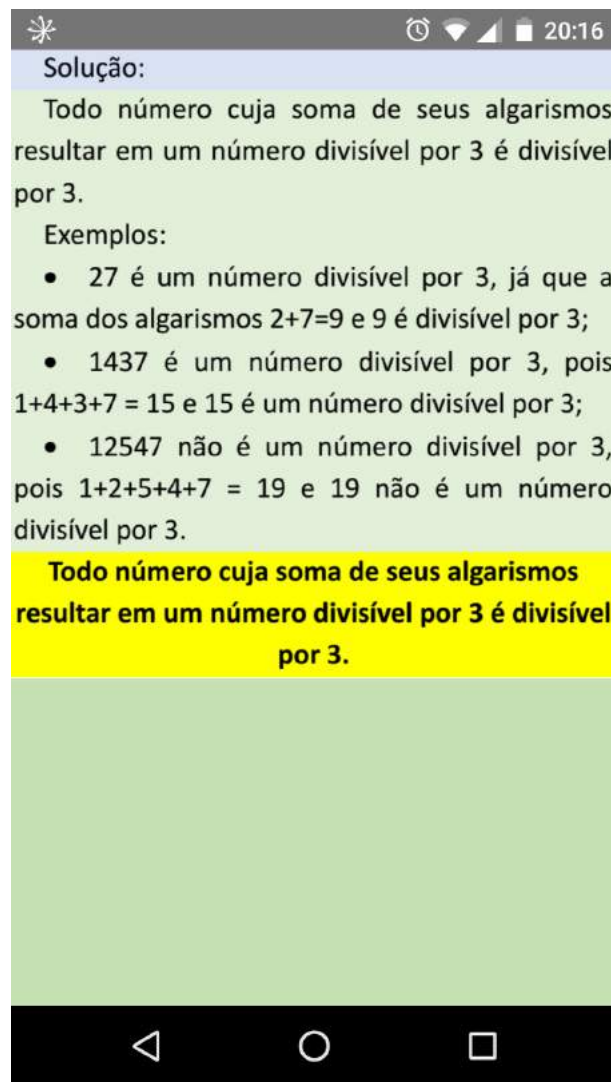 20:16
Solução:
Todo número cuja soma de seus algarismos
resultar em um número divisível por 3 é divisível
por 3.
Exemplos:
• 27 é um número divisível por 3, já que a
soma dos algarismos 2+7=9 e 9 é divisível por 3;
• 1437 é um número divisível por 3, pois
1+4+3+7 = 15 e 15 é um número divisível por 3;
• 12547 não é um número divisível por 3,
pois 1+2+5+4+7 = 19 e 19 não é um número
divisível por 3.
Todo número cuja soma de seus algarismos
resultar em um número divisível por 3 é divisível
por 3.